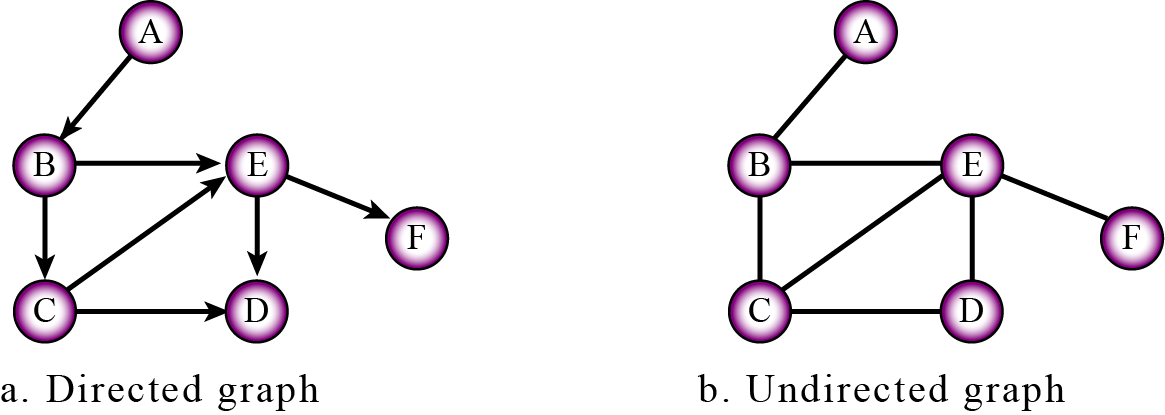 A
A
B
E
F
B
E
F
C
D
C
D
a. Directed graph
b. Undirected graph